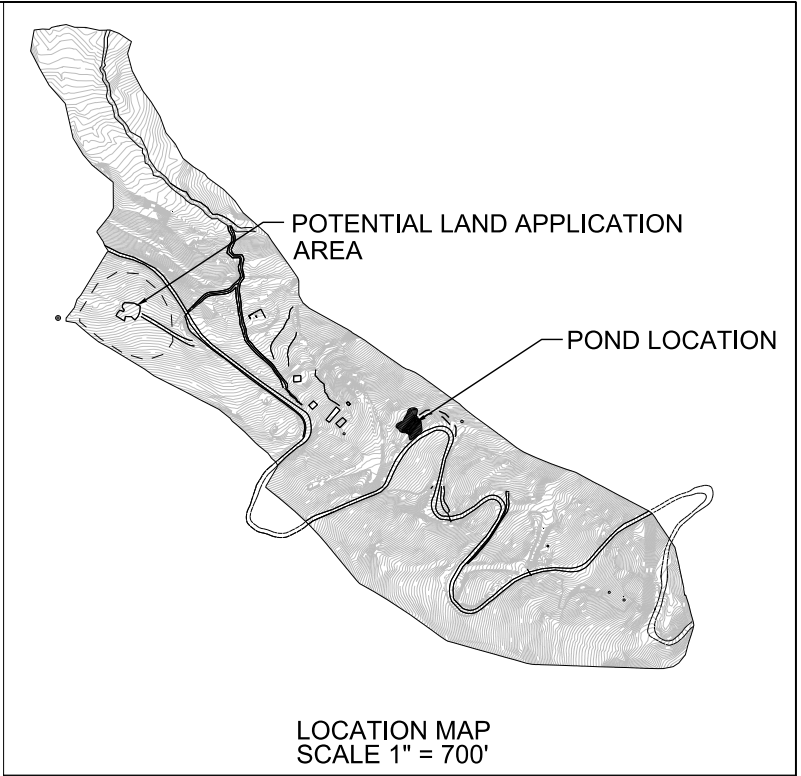 POTENTIAL LAND APPLICATION
AREA
POND LOCATION
LOCATION MAP
SCALE 1" = 700'